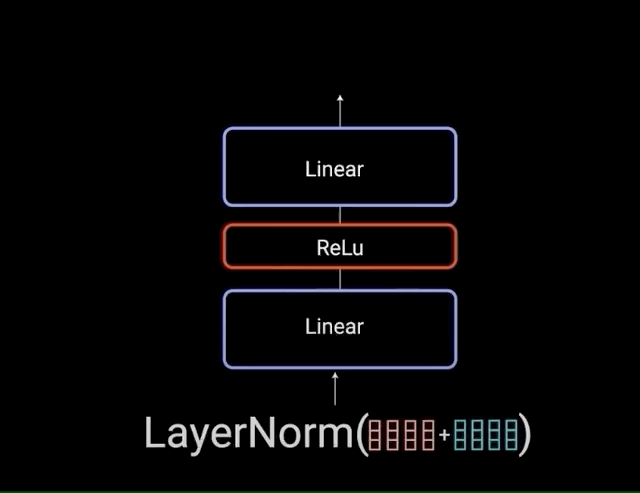 Linear
ReLu
Linear
LayerNorm( + )